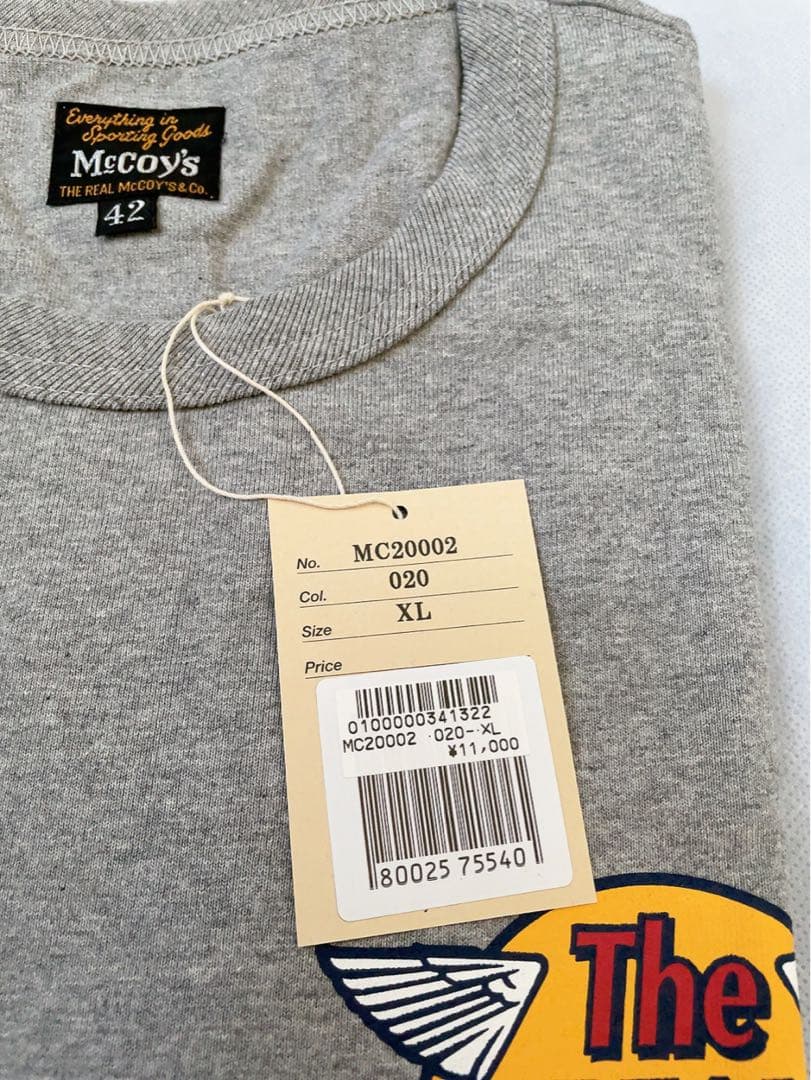 Everything in
Sporting Goods
McCoy's
THE REAL McCOY'S & Co.
42
No. MC20002
Col. 020
Size XL
Price
0100000341322
MC20002 020--XL
¥11,000
80025 75540
The